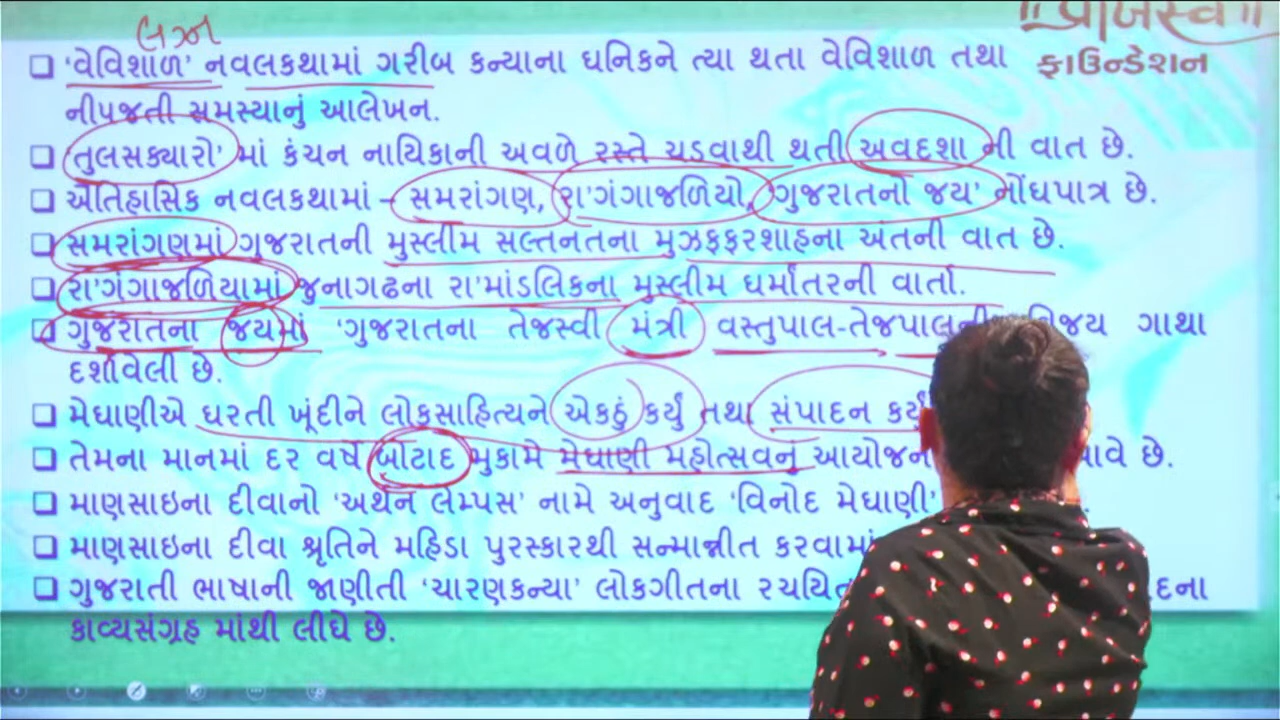 ॥ પ્રાજસ્વ ॥
ફાઉન્ડેશન
લગ્ન
'વેવિશાળ' નવલકથામાં ગરીબ કન્યાના ધનિકને ત્યા થતા વેવિશાળ તથા
નીપજતી સમસ્યાનું આલેખન.
તુલસક્યારો' માં કંચન નાયિકાની અવળે રસ્તે ચડવાથી થતી અવદશા ની વાત છે.
ઐતિહાસિક નવલકથામાં - સમરાંગણ, રા'ગંગાજળિયો, ગુજરાતનો જય' નોંધપાત્ર છે.
સમરાંગણમાં ગુજરાતની મુસ્લીમ સલ્તનતના મુઝફફરશાહના અંતની વાત છે.
રા'ગંગાજળિયામાં જુનાગઢના રા'માંડલિકના મુસ્લીમ ધર્માંતરની વાર્તા.
ગુજરાતના જયમાં 'ગુજરાતના તેજસ્વી મંત્રી વસ્તુપાલ-તેજપાલની વિજય ગાથા
દર્શાવેલી છે.
મેઘાણીએ ધરતી ખૂંદીને લોકસાહિત્યને એકઠું કર્યું તથા સંપાદન કર્યું
તેમના માનમાં દર વર્ષે બોટાદ મુકામે મેઘાણી મહોત્સવનું આયોજન આવે છે.
માણસાઇના દીવાનો 'અર્થન લેમ્પસ' નામે અનુવાદ 'વિનોદ મેઘાણી'
માણસાઇના દીવા શ્રૃતિને મહિડા પુરસ્કારથી સન્માન્નીત કરવામાં
ગુજરાતી ભાષાની જાણીતી 'ચારણકન્યા' લોકગીતના
કાવ્યસંગ્રહ માંથી લીધે છે.